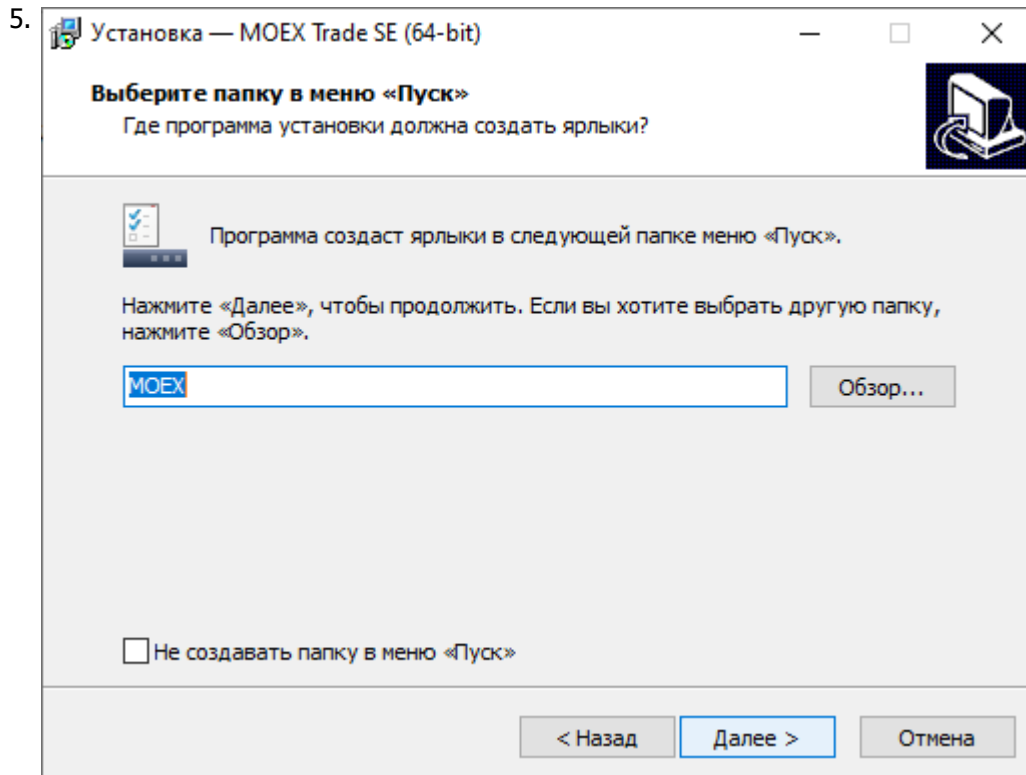 5.
Установка — MOEX Trade SE (64-bit)
Выберите папку в меню «Пуск»
Где программа установки должна создать ярлыки?
Программа создаст ярлыки в следующей папке меню «Пуск».
Нажмите «Далее», чтобы продолжить. Если вы хотите выбрать другую папку,
нажмите «Обзор».
MOEX
Обзор...
Не создавать папку в меню «Пуск»
< Назад
Далее >
Отмена